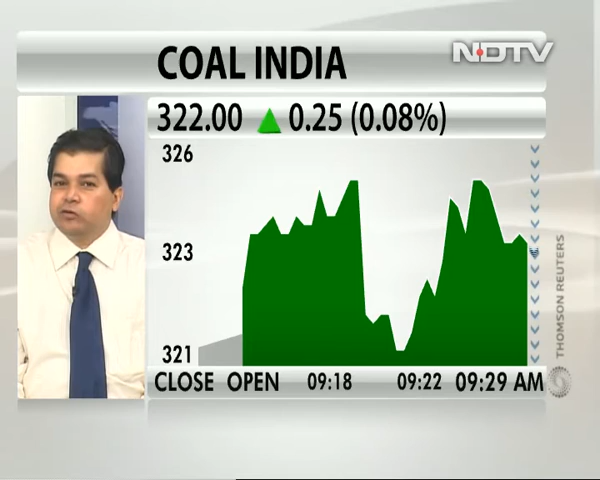 COAL INDIA
NDTV
322.00 ▲ 0.25 (0.08%)
326
323
321
CLOSE OPEN 09:18 09:22 09:29 AM
THOMSON REUTERS